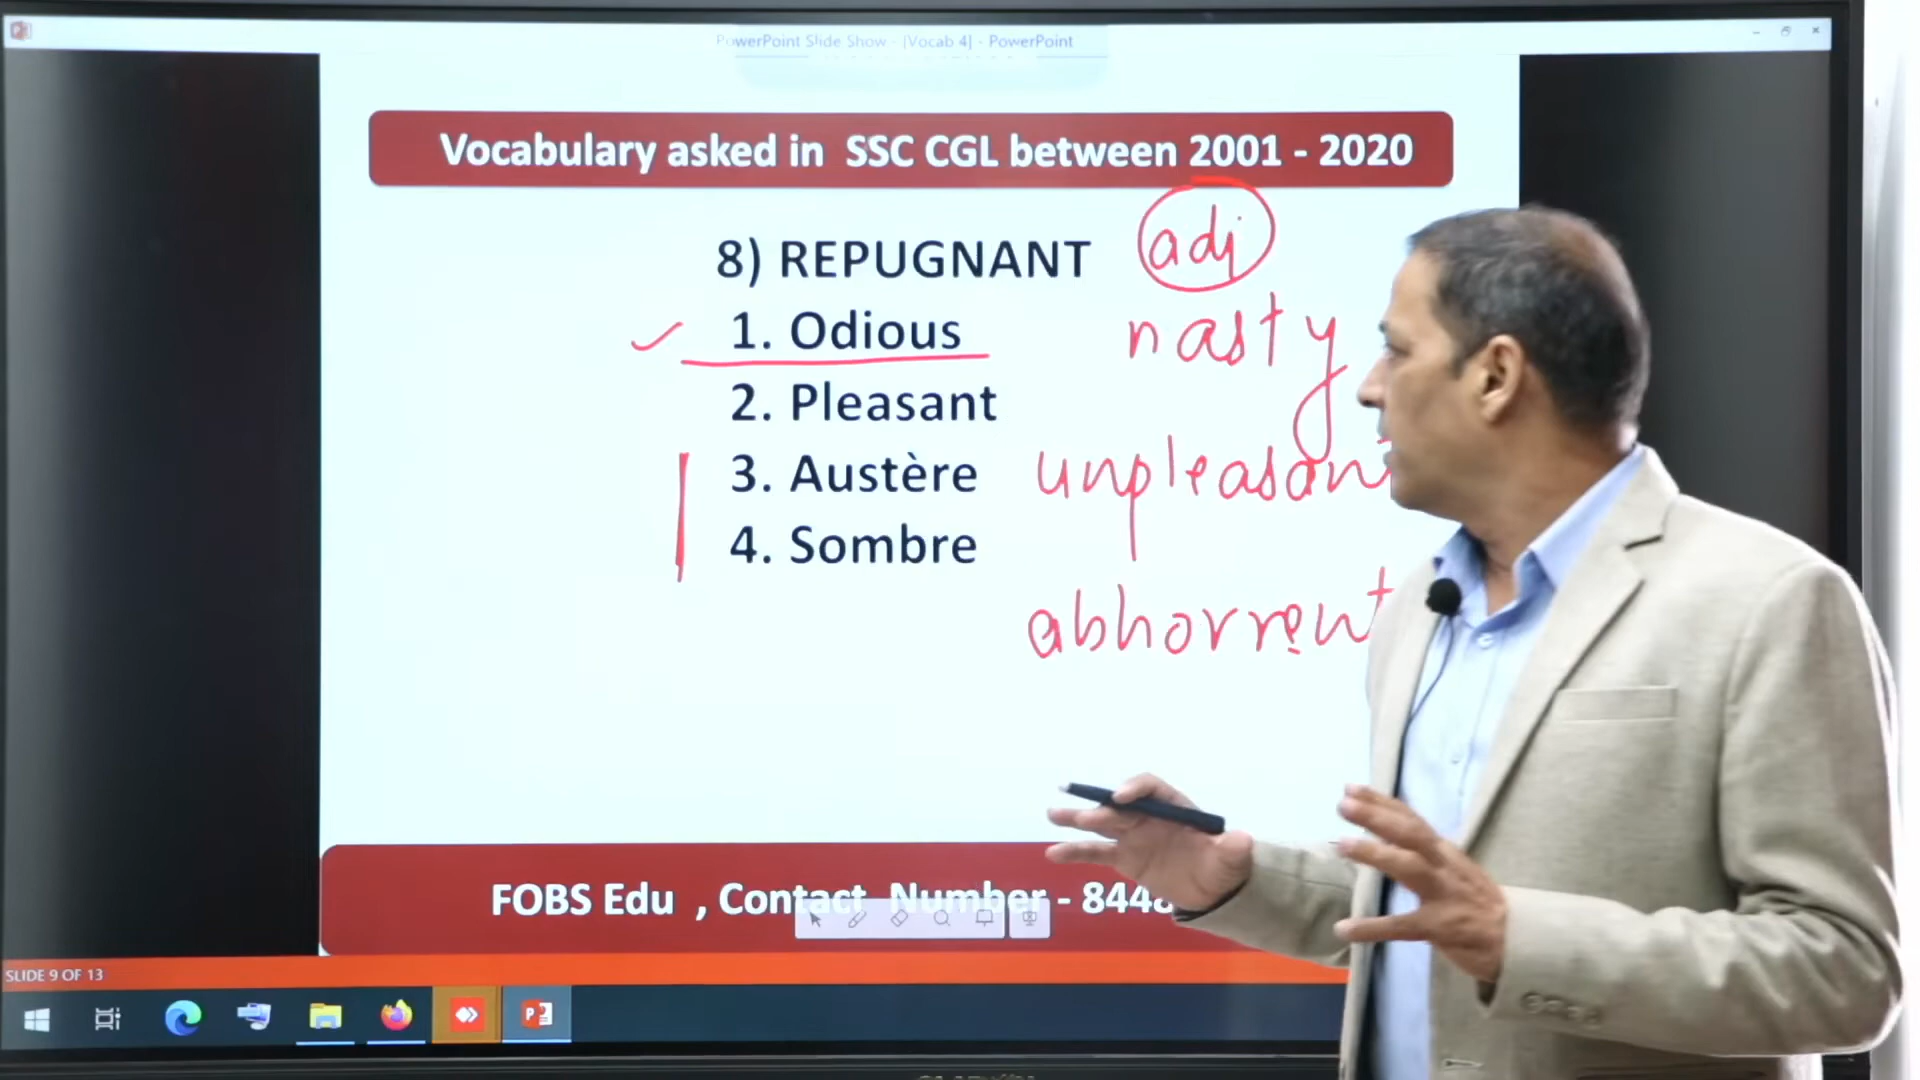 PowerPoint Slide Show - [Vocab 4] - PowerPoint
Vocabulary asked in SSC CGL between 2001 - 2020
8) REPUGNANT adj
1. Odious nasty
2. Pleasant
3. Austère unpleasant
4. Sombre
abhorrent
FOBS Edu , Contact Number - 844
SLIDE 9 OF 13